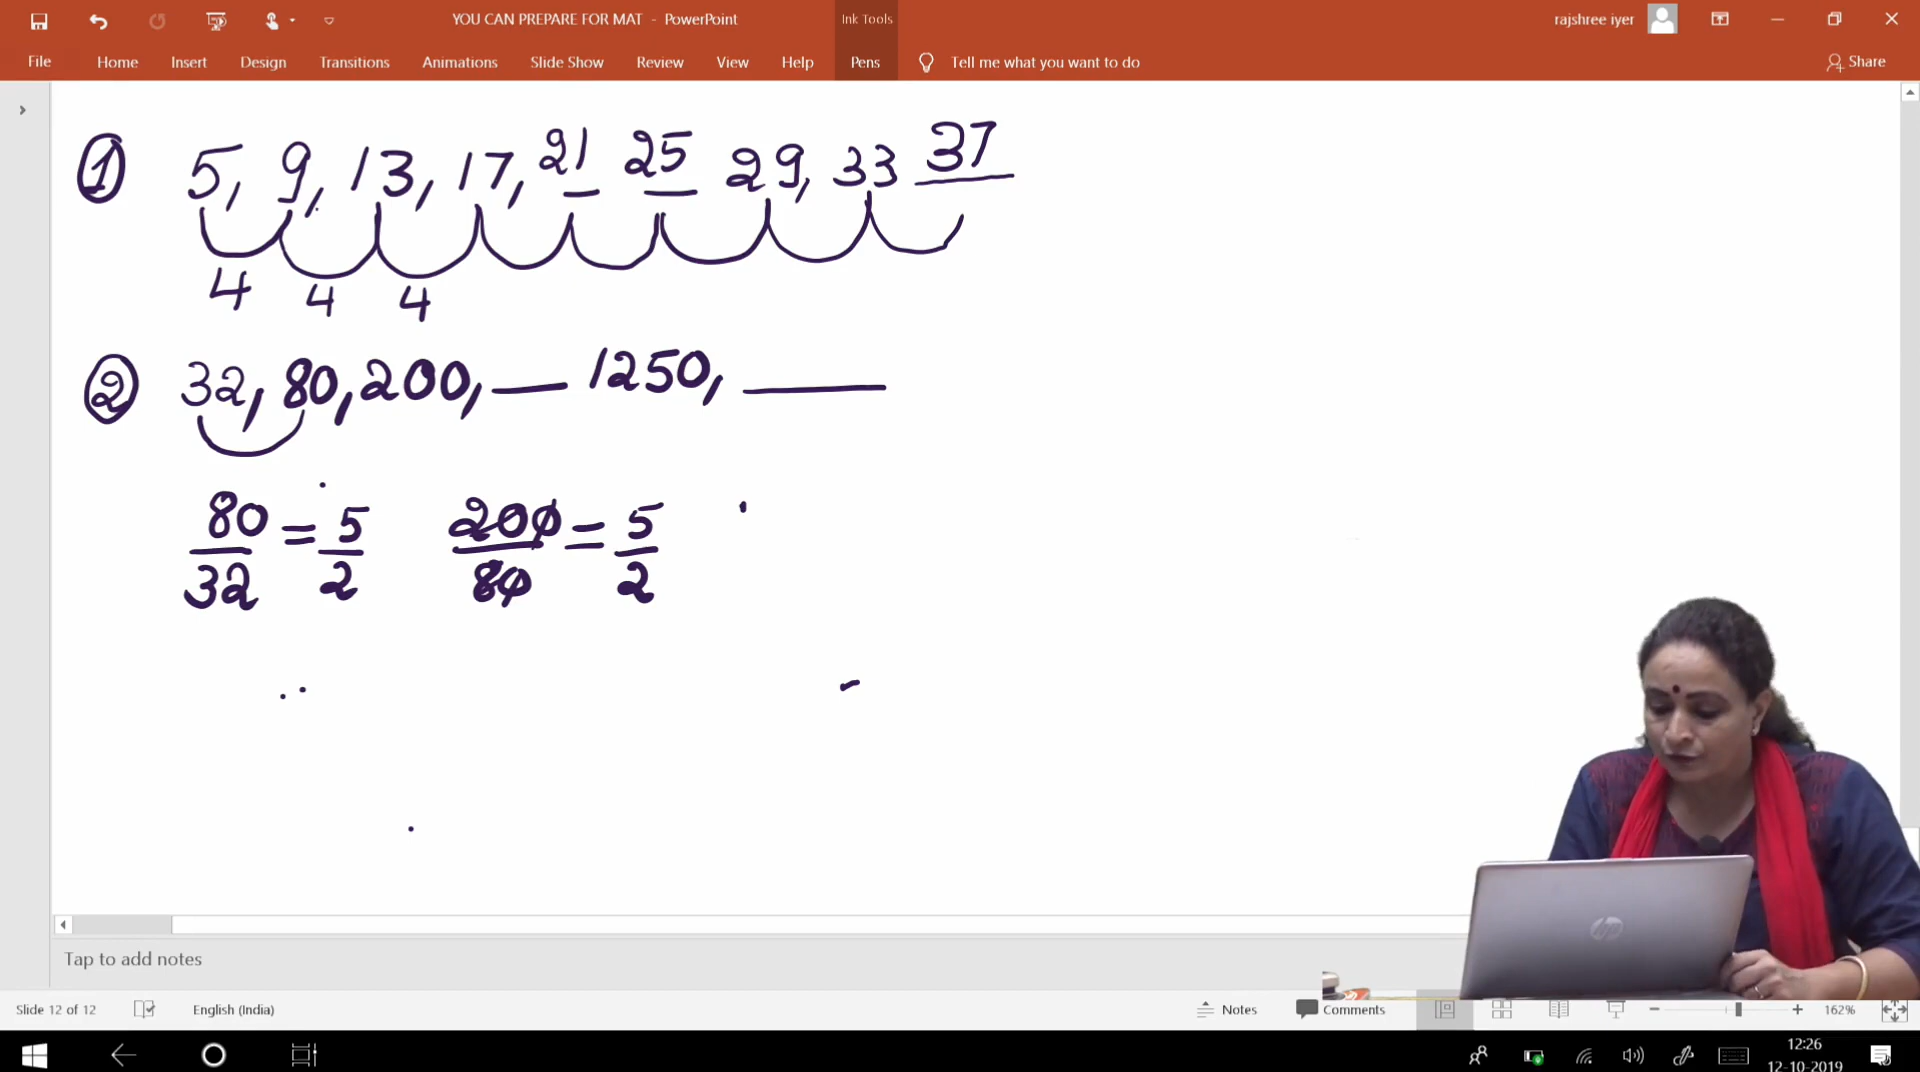 YOU CAN PREPARE FOR MAT - PowerPoint
Ink Tools
rajshree iyer
File Home Insert Design Transitions Animations Slide Show Review View Help Pens Tell me what you want to do Share
① 5, 9, 13, 17, 21 25 29, 33 37
4 4 4
② 32, 80, 200, __ 1250, __
80/32 = 5/2 200/80 = 5/2
Tap to add notes
Slide 12 of 12 English (India) Notes Comments 162%
hp
12:26
12-10-2019